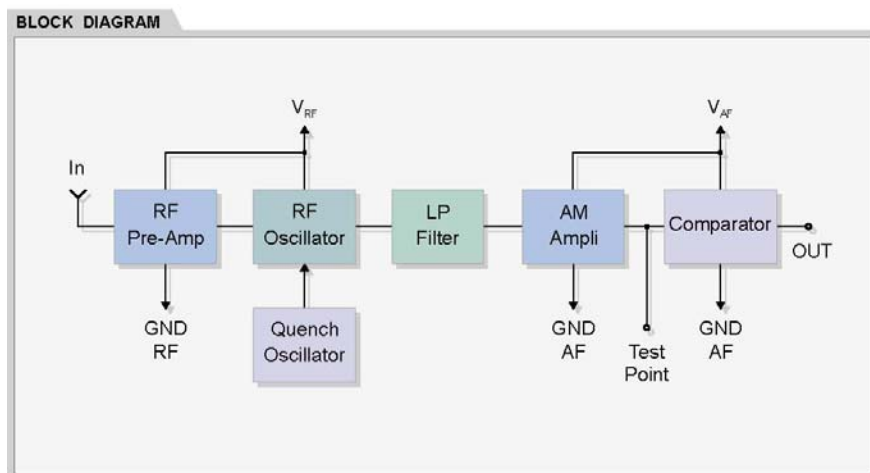 BLOCK DIAGRAM
V_RF
V_AF
In
RF
Pre-Amp
RF
Oscillator
LP
Filter
AM
Ampli
Comparator
OUT
GND
RF
Quench
Oscillator
GND
AF
Test
Point
GND
AF